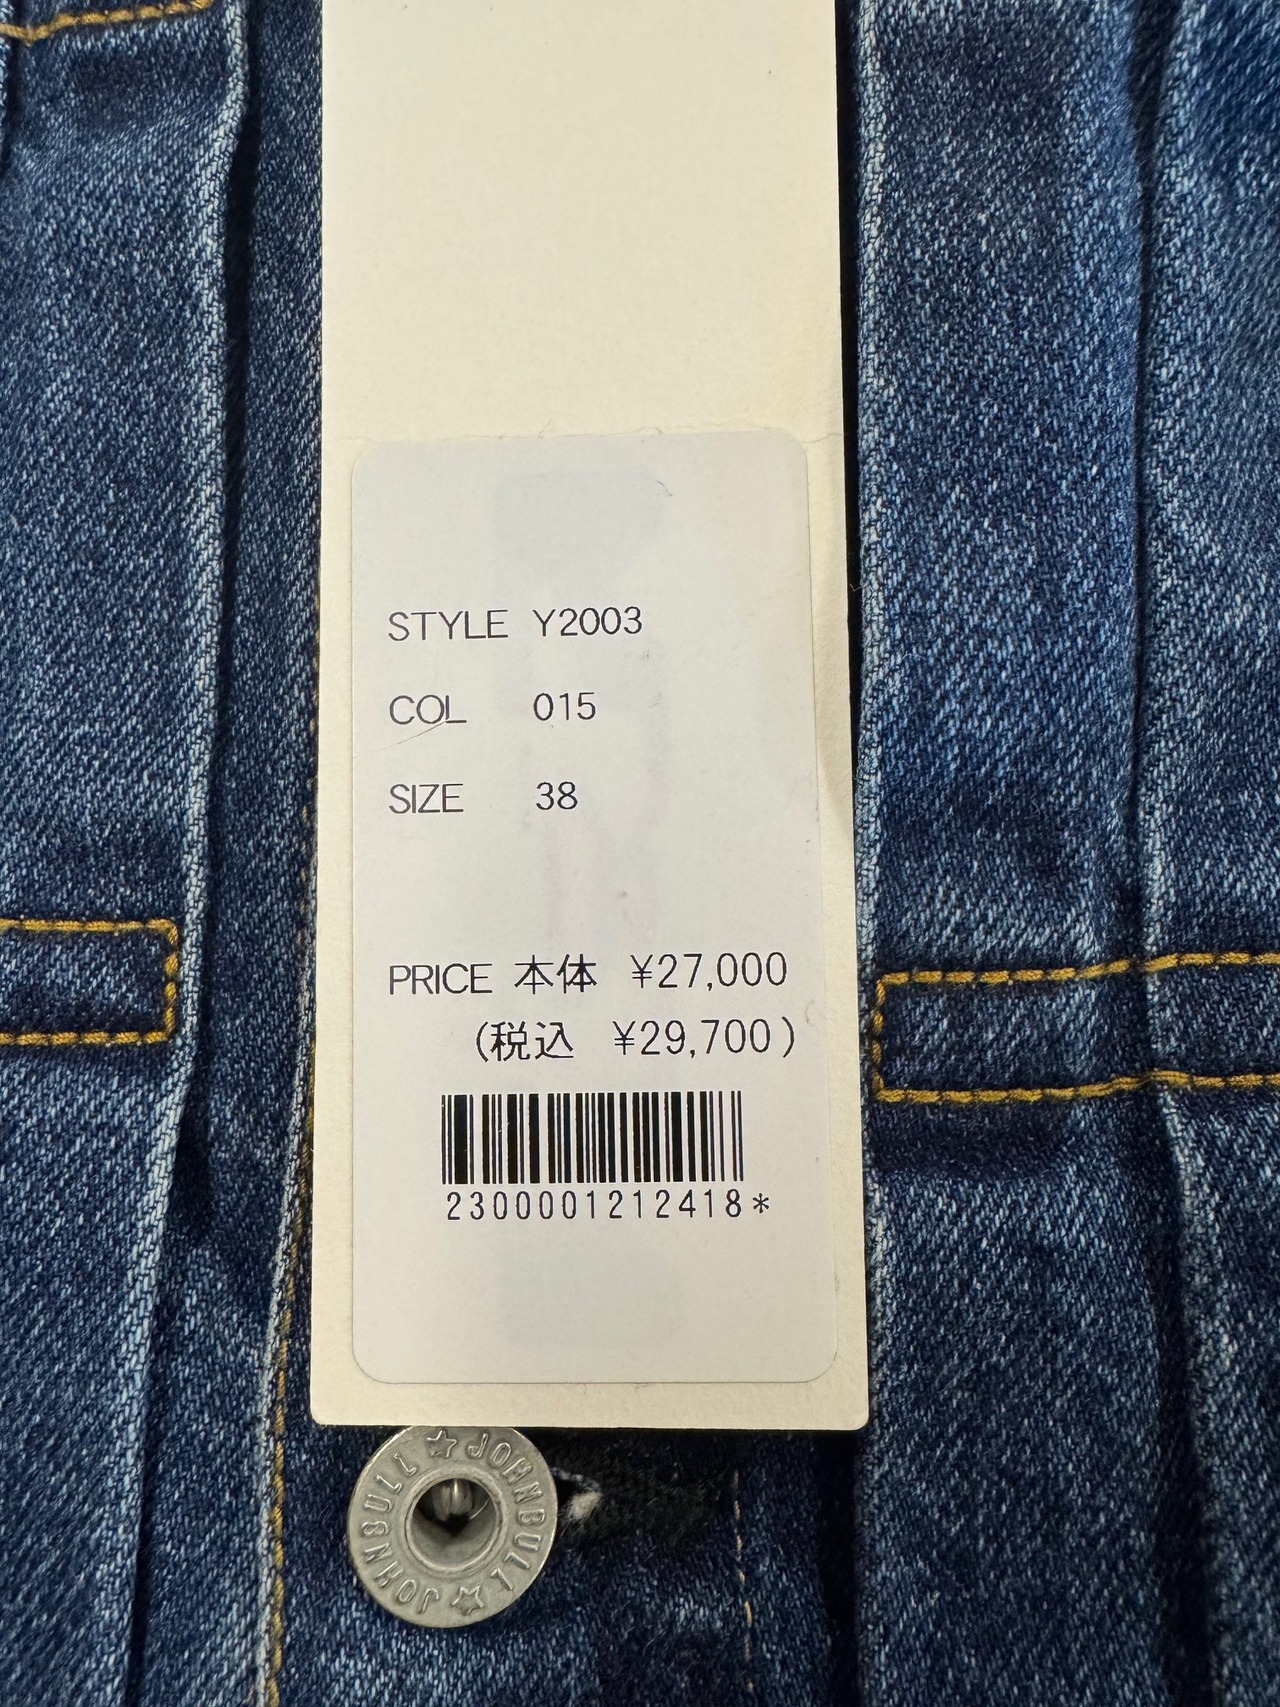 STYLE Y2003
COL 015
SIZE 38
PRICE 本体 ¥27,000
(税込 ¥29,700)
2300001212418*
☆JOHNBULL☆JOHNBULL